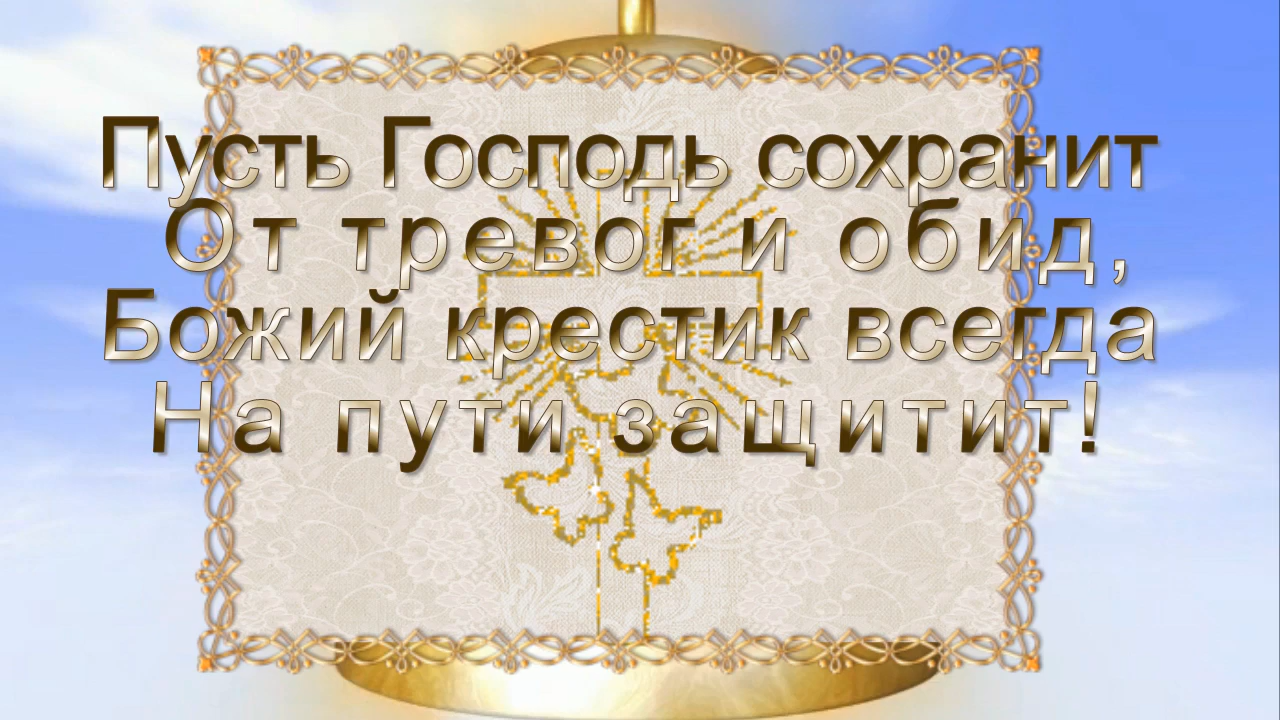 Пусть Господь сохранит
От тревог и обид,
Божий крестик всегда
На пути защитит!